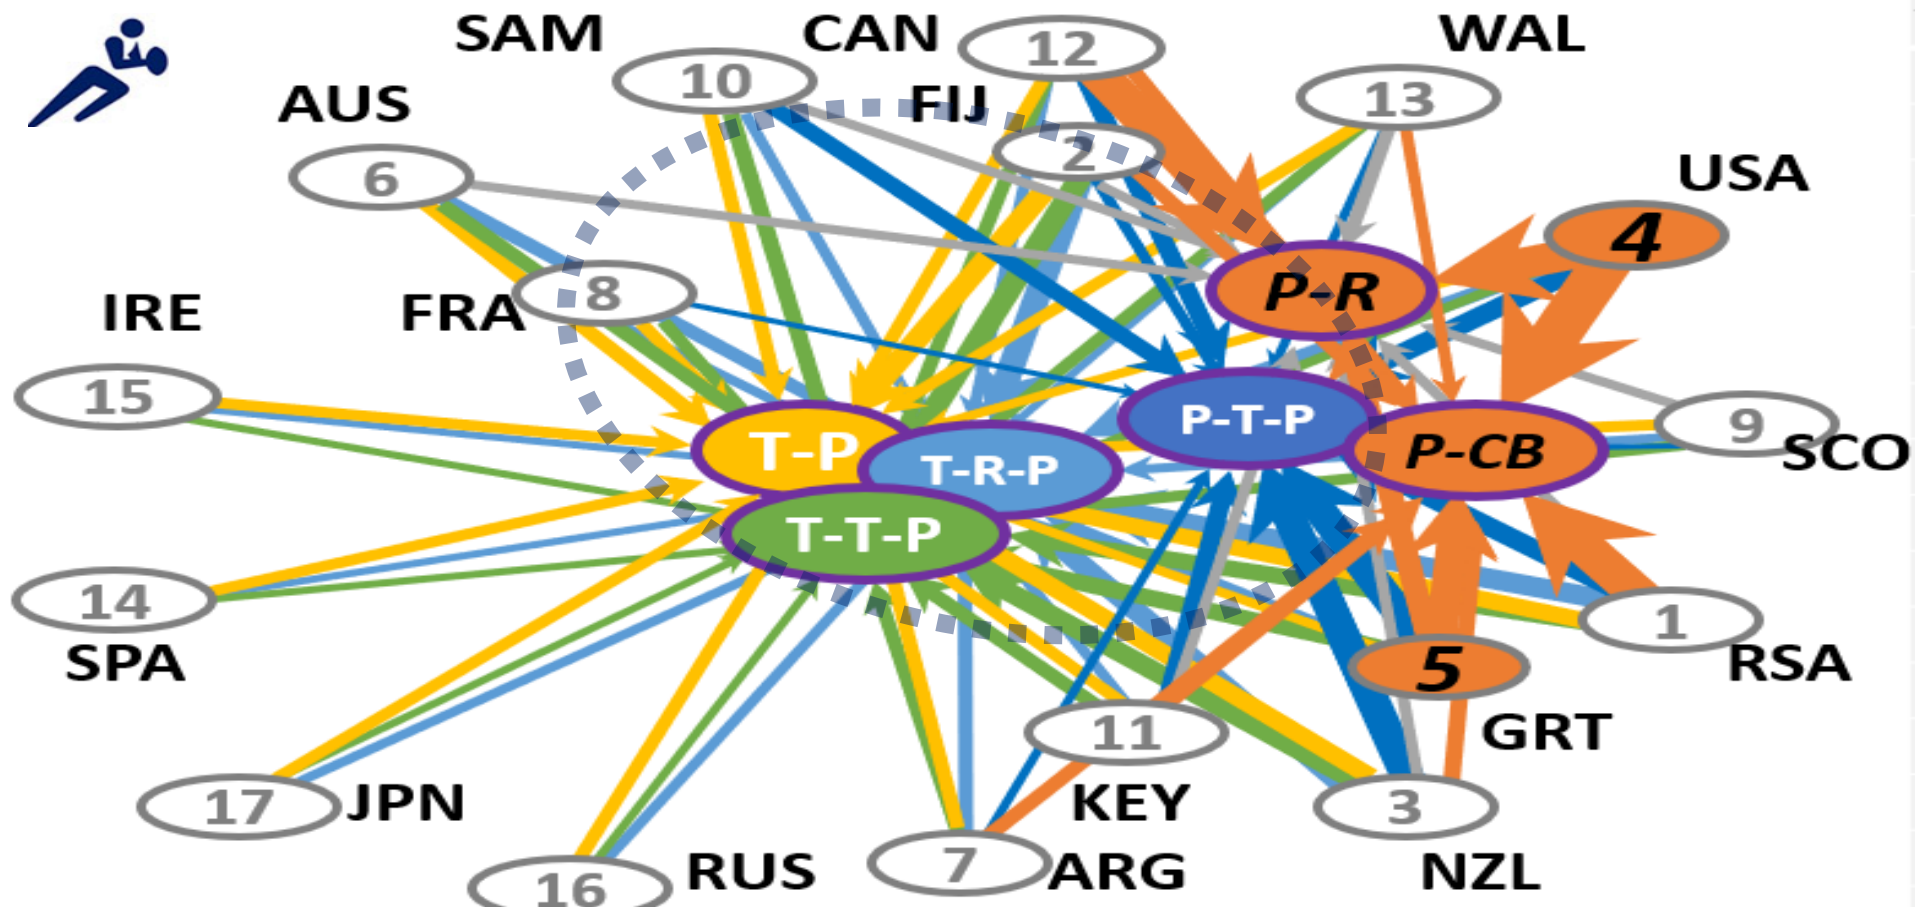 SAM
CAN
12
WAL
10
13
AUS
FIJ
2
6
USA
4
IRE
FRA
8
P-R
15
P-T-P
9
SCO
T-P
T-R-P
P-CB
T-T-P
14
1
SPA
RSA
5
GRT
11
17
JPN
KEY
3
16
RUS
7
ARG
NZL